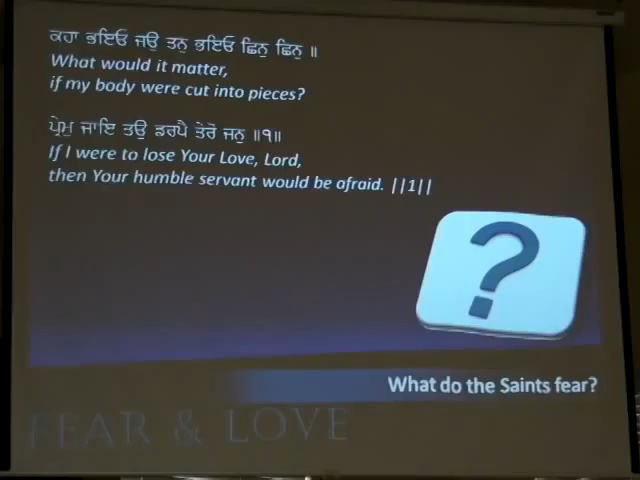 ਕਹਾ ਭਇਓ ਜਉ ਤਨੁ ਭਇਓ ਛਿਨੁ ਛਿਨੁ ॥
What would it matter,
if my body were cut into pieces?
ਪ੍ਰੇਮੁ ਜਾਇ ਤਉ ਡਰਪੈ ਤੇਰੋ ਜਨੁ ॥੧॥
If I were to lose Your Love, Lord,
then Your humble servant would be afraid. ||1||
?
What do the Saints fear?
FEAR & LOVE